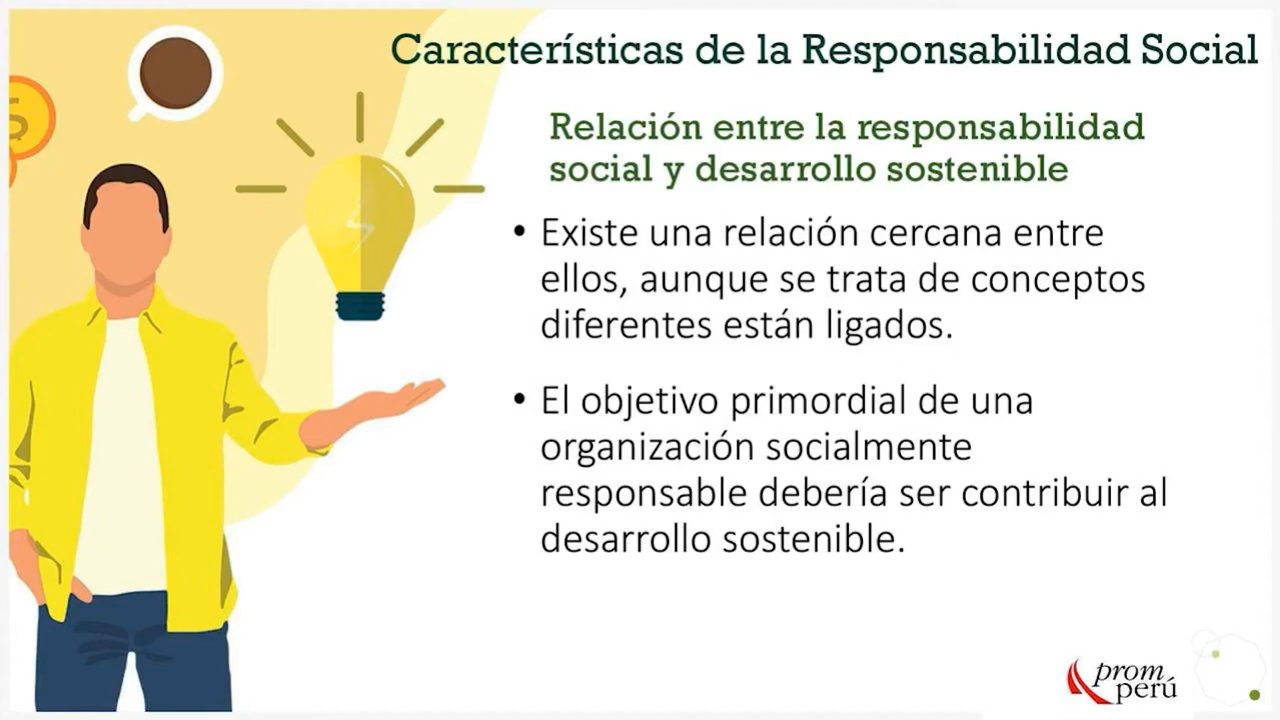 Características de la Responsabilidad Social
Relación entre la responsabilidad
social y desarrollo sostenible
• Existe una relación cercana entre
ellos, aunque se trata de conceptos
diferentes están ligados.
• El objetivo primordial de una
organización socialmente
responsable debería ser contribuir al
desarrollo sostenible.
$
prom
perú